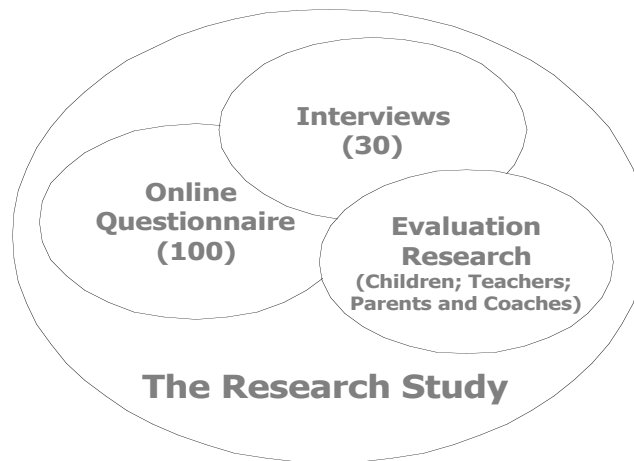 Interviews
(30)
Online
Questionnaire
(100)
Evaluation
Research
(Children; Teachers;
Parents and Coaches)
The Research Study